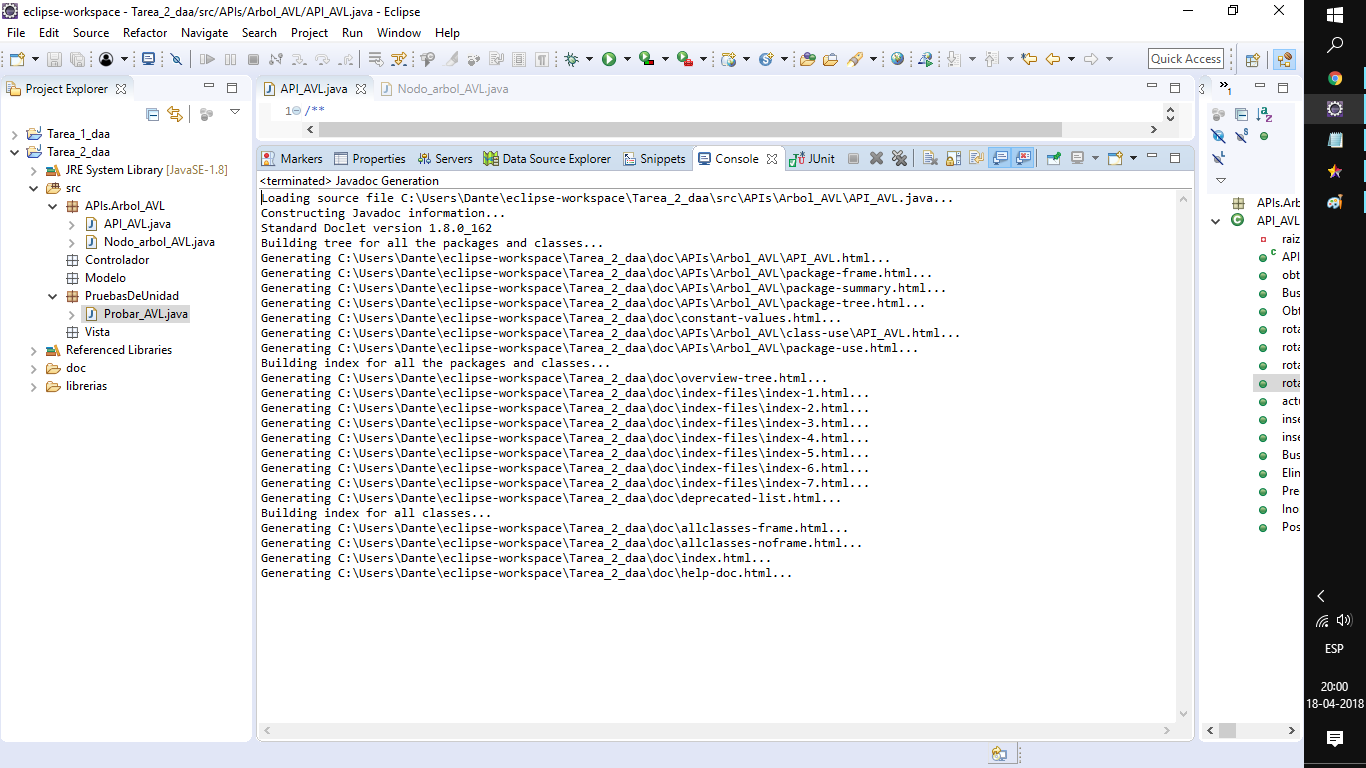 eclipse-workspace - Tarea_2_daa/src/APIs/Arbol_AVL/API_AVL.java - Eclipse
File Edit Source Refactor Navigate Search Project Run Window Help
Quick Access
Project Explorer
Tarea_1_daa
Tarea_2_daa
JRE System Library [JavaSE-1.8]
src
APIs.Arbol_AVL
API_AVL.java
Nodo_arbol_AVL.java
Controlador
Modelo
PruebasDeUnidad
Probar_AVL.java
Vista
Referenced Libraries
doc
librerias
API_AVL.java Nodo_arbol_AVL.java
1 /**
Markers Properties Servers Data Source Explorer Snippets Console JUnit
<terminated> Javadoc Generation
Loading source file C:\Users\Dante\eclipse-workspace\Tarea_2_daa\src\APIs\Arbol_AVL\API_AVL.java...
Constructing Javadoc information...
Standard Doclet version 1.8.0_162
Building tree for all the packages and classes...
Generating C:\Users\Dante\eclipse-workspace\Tarea_2_daa\doc\APIs\Arbol_AVL\API_AVL.html...
Generating C:\Users\Dante\eclipse-workspace\Tarea_2_daa\doc\APIs\Arbol_AVL\package-frame.html...
Generating C:\Users\Dante\eclipse-workspace\Tarea_2_daa\doc\APIs\Arbol_AVL\package-summary.html...
Generating C:\Users\Dante\eclipse-workspace\Tarea_2_daa\doc\APIs\Arbol_AVL\package-tree.html...
Generating C:\Users\Dante\eclipse-workspace\Tarea_2_daa\doc\constant-values.html...
Generating C:\Users\Dante\eclipse-workspace\Tarea_2_daa\doc\APIs\Arbol_AVL\class-use\API_AVL.html...
Generating C:\Users\Dante\eclipse-workspace\Tarea_2_daa\doc\APIs\Arbol_AVL\package-use.html...
Building index for all the packages and classes...
Generating C:\Users\Dante\eclipse-workspace\Tarea_2_daa\doc\overview-tree.html...
Generating C:\Users\Dante\eclipse-workspace\Tarea_2_daa\doc\index-files\index-1.html...
Generating C:\Users\Dante\eclipse-workspace\Tarea_2_daa\doc\index-files\index-2.html...
Generating C:\Users\Dante\eclipse-workspace\Tarea_2_daa\doc\index-files\index-3.html...
Generating C:\Users\Dante\eclipse-workspace\Tarea_2_daa\doc\index-files\index-4.html...
Generating C:\Users\Dante\eclipse-workspace\Tarea_2_daa\doc\index-files\index-5.html...
Generating C:\Users\Dante\eclipse-workspace\Tarea_2_daa\doc\index-files\index-6.html...
Generating C:\Users\Dante\eclipse-workspace\Tarea_2_daa\doc\index-files\index-7.html...
Generating C:\Users\Dante\eclipse-workspace\Tarea_2_daa\doc\deprecated-list.html...
Building index for all classes...
Generating C:\Users\Dante\eclipse-workspace\Tarea_2_daa\doc\allclasses-frame.html...
Generating C:\Users\Dante\eclipse-workspace\Tarea_2_daa\doc\allclasses-noframe.html...
Generating C:\Users\Dante\eclipse-workspace\Tarea_2_daa\doc\index.html...
Generating C:\Users\Dante\eclipse-workspace\Tarea_2_daa\doc\help-doc.html...
APIs.Arb
API_AVL
raiz
API
obt
Bus
Obt
rota
rota
rota
rota
actu
inse
inse
Bus
Elin
Pre
Ino
Pos
ESP
20:00
18-04-2018